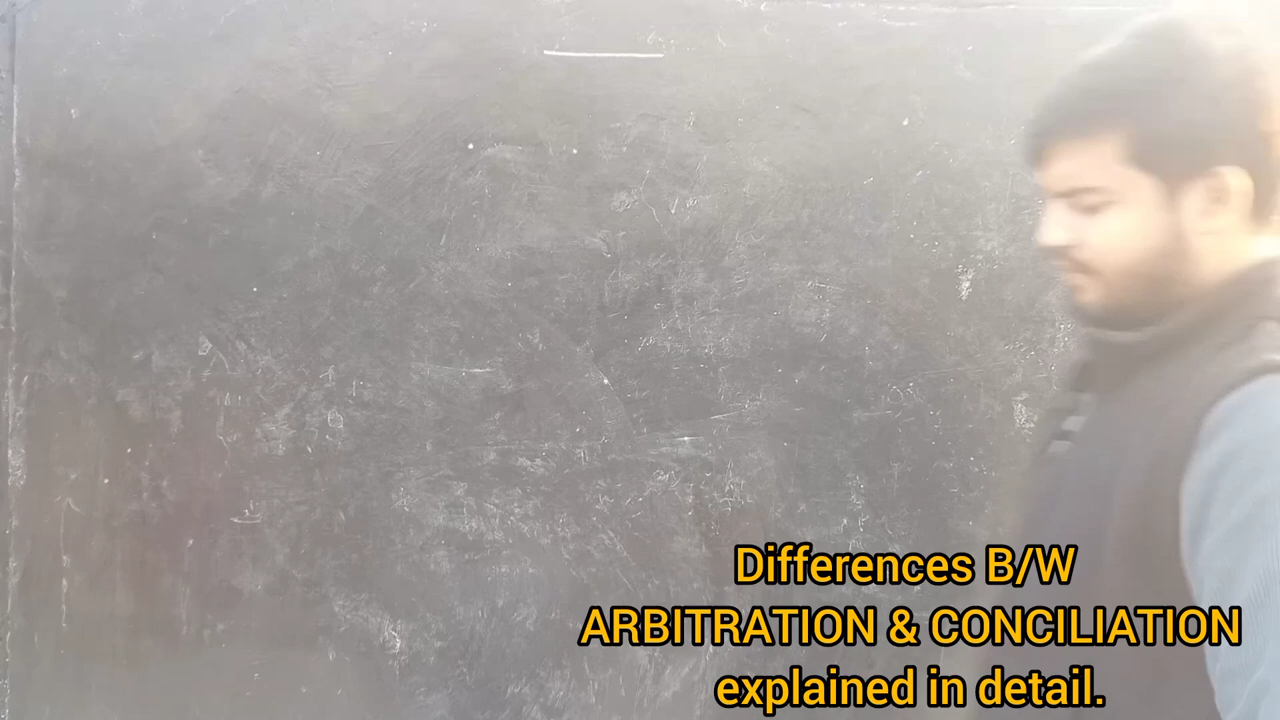 Differences B/W
ARBITRATION & CONCILIATION
explained in detail.